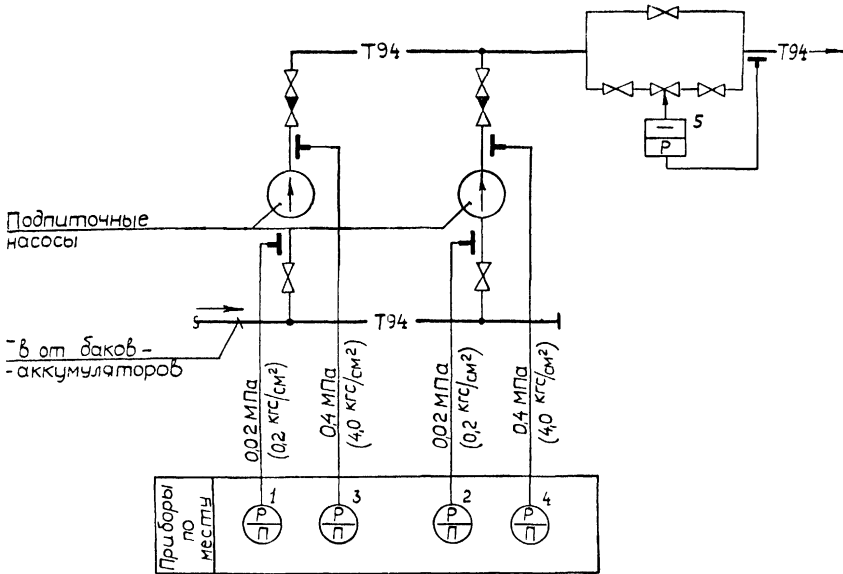 Т94
Т94
5
–
Р
Подпиточные
насосы
Т94
в от баков-
-аккумуляторов
0,02 МПа
(0,2 кгс/см²)
0,4 МПа
(4,0 кгс/см²)
0,02 МПа
(0,2 кгс/см²)
0,4 МПа
(4,0 кгс/см²)
Приборы
по
месту
1
Р
П
3
Р
П
2
Р
П
4
Р
П